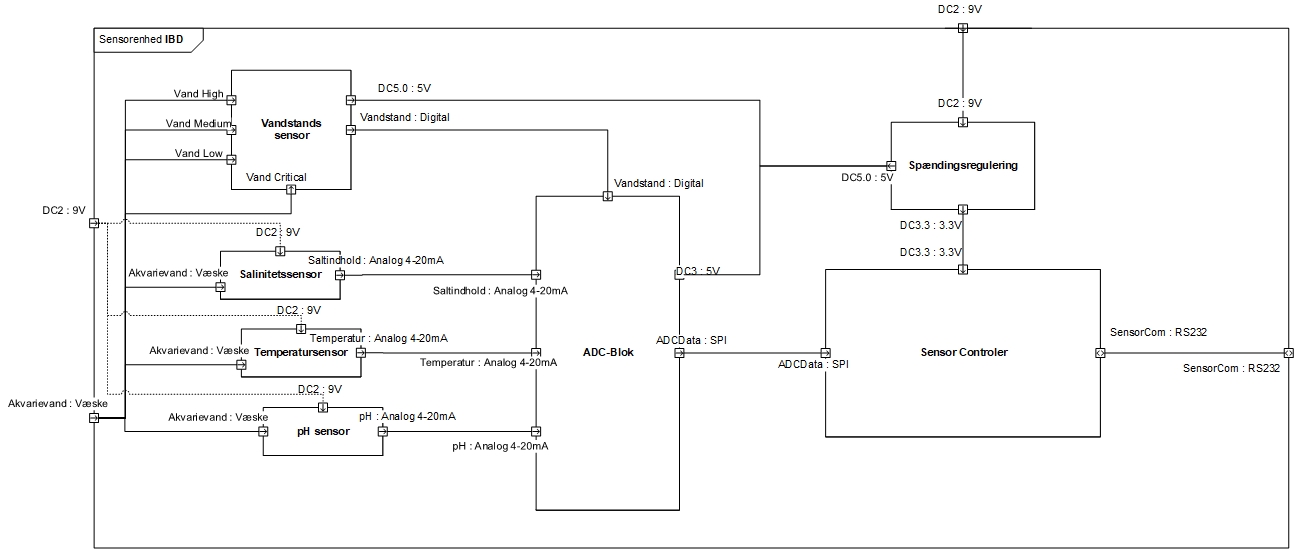 DC2 : 9V
Sensorenhed IBD
DC5.0 : 5V
Vand High
DC2 : 9V
Vandstands
sensor
Vandstand : Digital
Vand Medium
Vand Low
Spændingsregulering
Vand Critical
DC5.0 : 5V
Vandstand : Digital
DC2 : 9V
DC3.3 : 3.3V
DC2 : 9V
DC3.3 : 3.3V
Saltindhold : Analog 4-20mA
Akvarievand : Væske
Salinitetssensor
DC3 : 5V
Saltindhold : Analog 4-20mA
DC2 : 9V
SensorCom : RS232
Temperatur : Analog 4-20mA
ADCData : SPI
Akvarievand : Væske
Temperatursensor
ADC-Blok
Sensor Controler
Temperatur : Analog 4-20mA
ADCData : SPI
SensorCom : RS232
DC2 : 9V
Akvarievand : Væske
Akvarievand : Væske
pH : Analog 4-20mA
pH sensor
pH : Analog 4-20mA